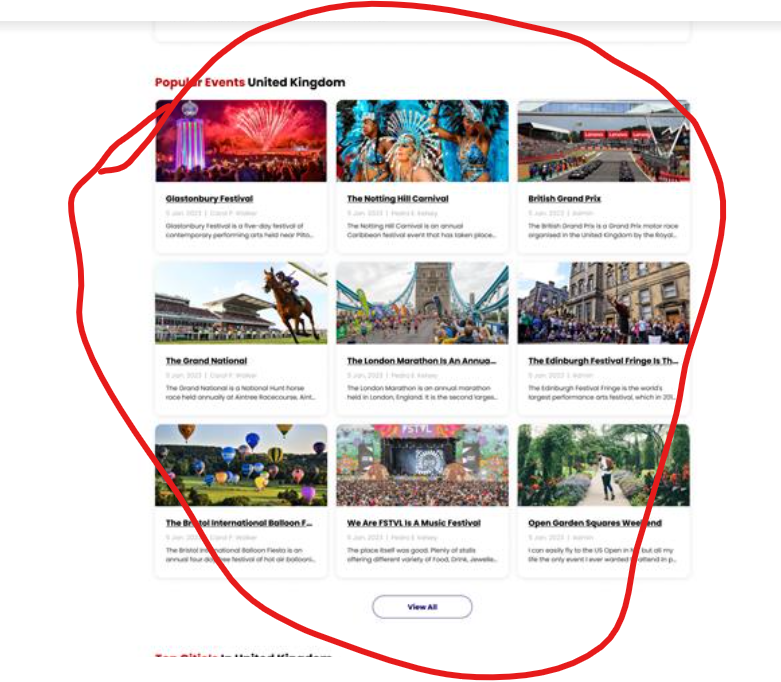 Popular Events United Kingdom
Glastonbury Festival
The Notting Hill Carnival
British Grand Prix
5 Jan, 2023 | Carol P. Walker
5 Jan, 2023 | Pedro E. Kelsey
5 Jan, 2023 | Admin
Glastonbury Festival is a five-day festival of
contemporary performing arts held near Pilto...
The Notting Hill Carnival is an annual
Caribbean festival event that has taken place...
The British Grand Prix is a Grand Prix motor race
organised in the United Kingdom by the Royal...
The Grand National
The London Marathon Is An Annua...
The Edinburgh Festival Fringe Is Th...
5 Jan, 2023 | Carol P. Walker
5 Jan, 2023 | Pedro E. Kelsey
5 Jan, 2023 | Admin
The Grand National is a National Hunt horse
race held annually at Aintree Racecourse, Aint...
The London Marathon is an annual marathon
held in London, England. It is the second larges...
The Edinburgh Festival Fringe is the world's
largest performance arts festival, which in 201...
FSTVL
The Bristol International Balloon F...
We Are FSTVL Is A Music Festival
Open Garden Squares Weekend
5 Jan, 2023 | Carol P. Walker
5 Jan, 2023 | Pedro E. Kelsey
5 Jan, 2023 | Admin
The Bristol International Balloon Fiesta is an
annual four day free festival of hot air ballooni...
The place itself was good. Plenty of stalls
offering different variety of Food, Drink, Jewelle...
I can easily fly to the US Open in but all my
life the only event I ever wanted to attend in p...
View All
Top Citie's In United Kingdom